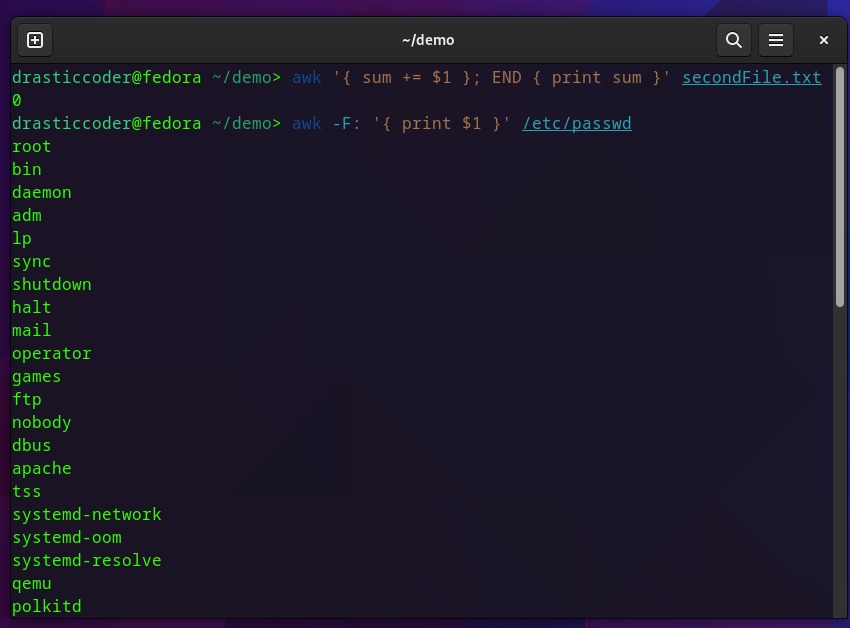 ~/demo
drasticcoder@fedora ~/demo> awk '{ sum += $1 }; END { print sum }' secondFile.txt
0
drasticcoder@fedora ~/demo> awk -F: '{ print $1 }' /etc/passwd
root
bin
daemon
adm
lp
sync
shutdown
halt
mail
operator
games
ftp
nobody
dbus
apache
tss
systemd-network
systemd-oom
systemd-resolve
qemu
polkitd